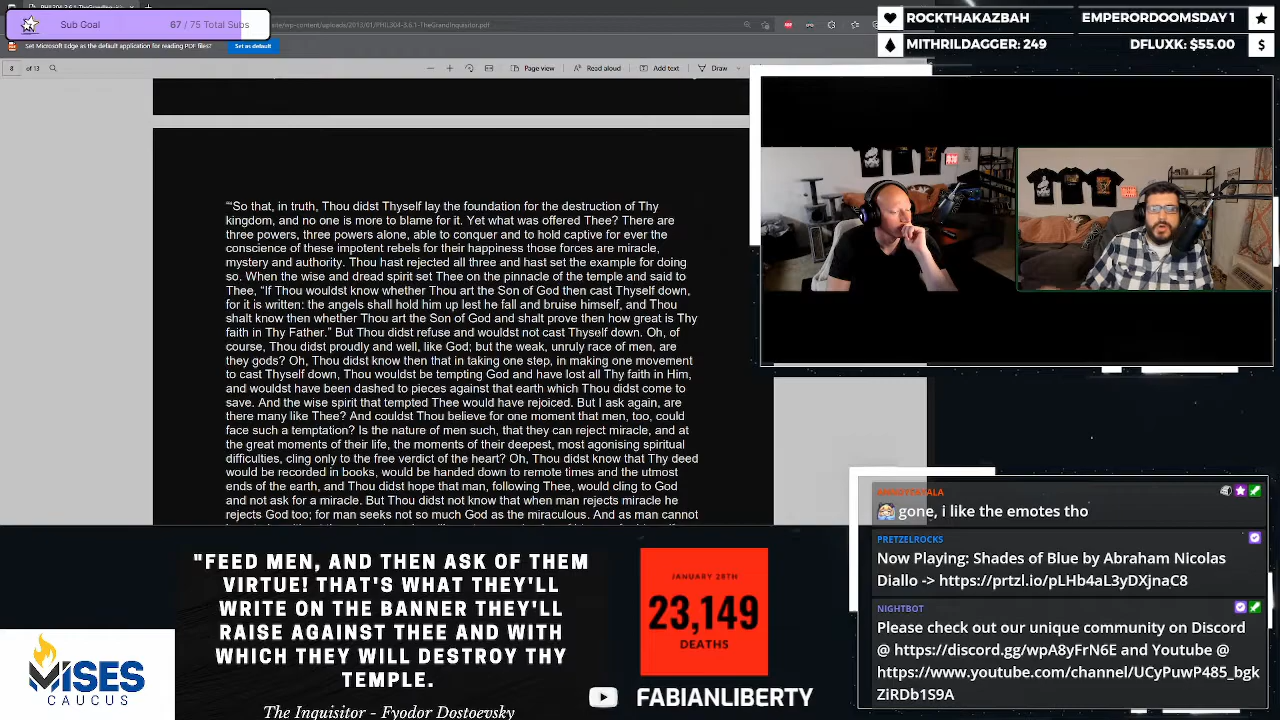 Sub Goal
67 / 75 Total Subs
site/wp-content/uploads/2013/01/PHIL304-3.6.1-TheGrandInquisitor.pdf
Set Microsoft Edge as the default application for reading PDF files?
Set as default
8
of 13
Page view
Read aloud
Add text
Draw
ROCKTHAKAZBAH
EMPERORDOOMSDAY 1
MITHRILDAGGER: 249
DFLUXK: $55.00
$
"“So that, in truth, Thou didst Thyself lay the foundation for the destruction of Thy
kingdom, and no one is more to blame for it. Yet what was offered Thee? There are
three powers, three powers alone, able to conquer and to hold captive for ever the
conscience of these impotent rebels for their happiness those forces are miracle,
mystery and authority. Thou hast rejected all three and hast set the example for doing
so. When the wise and dread spirit set Thee on the pinnacle of the temple and said to
Thee, “If Thou wouldst know whether Thou art the Son of God then cast Thyself down,
for it is written: the angels shall hold him up lest he fall and bruise himself, and Thou
shalt know then whether Thou art the Son of God and shalt prove then how great is Thy
faith in Thy Father.” But Thou didst refuse and wouldst not cast Thyself down. Oh, of
course, Thou didst proudly and well, like God; but the weak, unruly race of men, are
they gods? Oh, Thou didst know then that in taking one step, in making one movement
to cast Thyself down, Thou wouldst be tempting God and have lost all Thy faith in Him,
and wouldst have been dashed to pieces against that earth which Thou didst come to
save. And the wise spirit that tempted Thee would have rejoiced. But I ask again, are
there many like Thee? And couldst Thou believe for one moment that men, too, could
face such a temptation? Is the nature of men such, that they can reject miracle, and at
the great moments of their life, the moments of their deepest, most agonising spiritual
difficulties, cling only to the free verdict of the heart? Oh, Thou didst know that Thy deed
would be recorded in books, would be handed down to remote times and the utmost
ends of the earth, and Thou didst hope that man, following Thee, would cling to God
and not ask for a miracle. But Thou didst not know that when man rejects miracle he
rejects God too; for man seeks not so much God as the miraculous. And as man cannot
gone, i like the emotes tho
PRETZELROCKS
Now Playing: Shades of Blue by Abraham Nicolas
Diallo -> https://prtzl.io/pLHb4aL3yDXjnaC8
NIGHTBOT
Please check out our unique community on Discord
@ https://discord.gg/wpA8yFrN6E and Youtube @
https://www.youtube.com/channel/UCyPuwP485_bgk
ZiRDb1S9A
"FEED MEN, AND THEN ASK OF THEM
VIRTUE! THAT'S WHAT THEY'LL
WRITE ON THE BANNER THEY'LL
RAISE AGAINST THEE AND WITH
WHICH THEY WILL DESTROY THY
TEMPLE.
The Inquisitor - Fyodor Dostoevsky
JANUARY 28TH
23,149
DEATHS
FABIANLIBERTY
MISES
CAUCUS